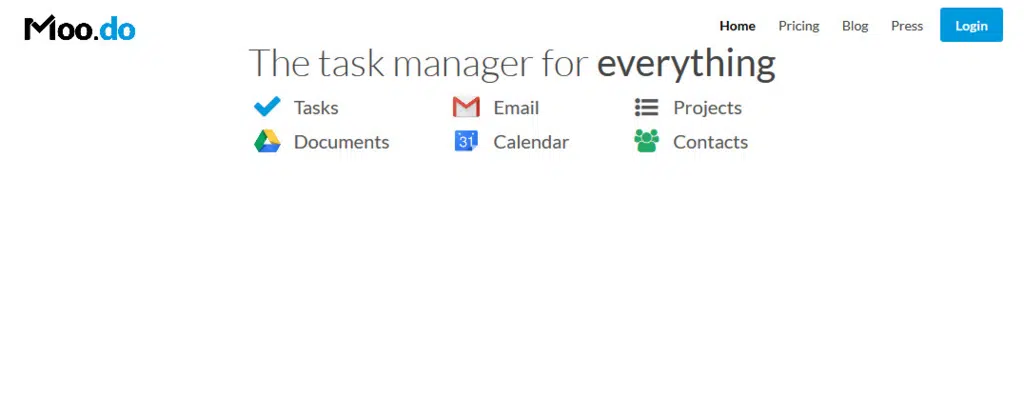 Moo.do
Home Pricing Blog Press Login
The task manager for everything
Tasks Email Projects
31
Documents Calendar Contacts